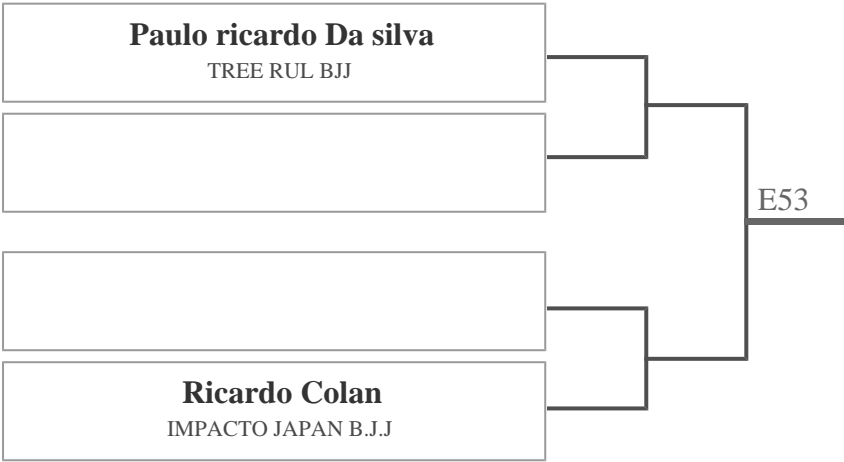 Paulo ricardo Da silva
TREE RUL BJJ
E53
Ricardo Colan
IMPACTO JAPAN B.J.J